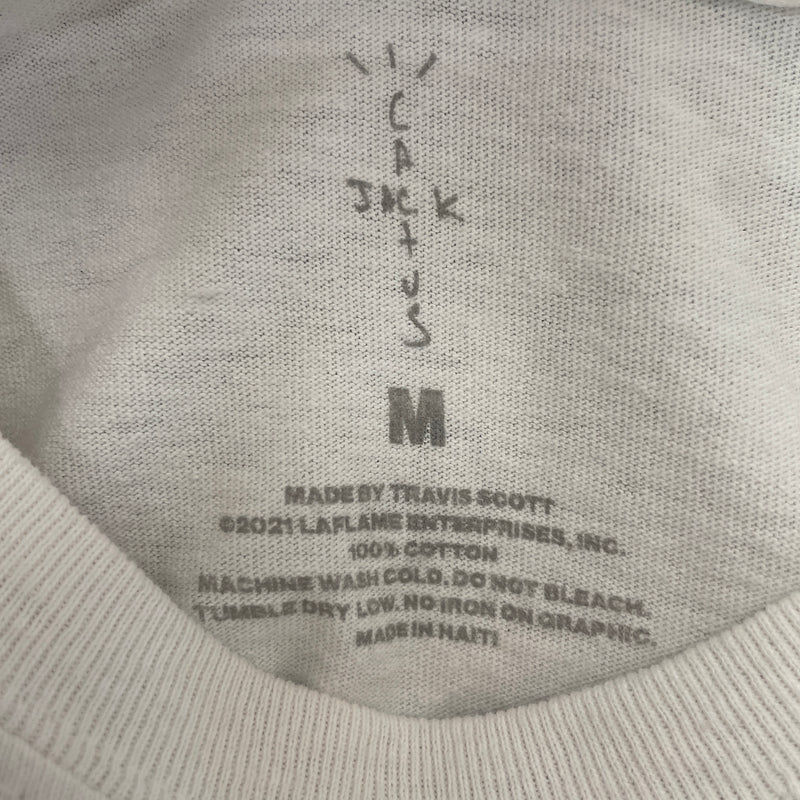 CACTUS
JACK
M
MADE BY TRAVIS SCOTT
©2021 LAFLAME ENTERPRISES, INC.
100% COTTON
MACHINE WASH COLD. DO NOT BLEACH.
TUMBLE DRY LOW. NO IRON ON GRAPHIC.
MADE IN HAITI